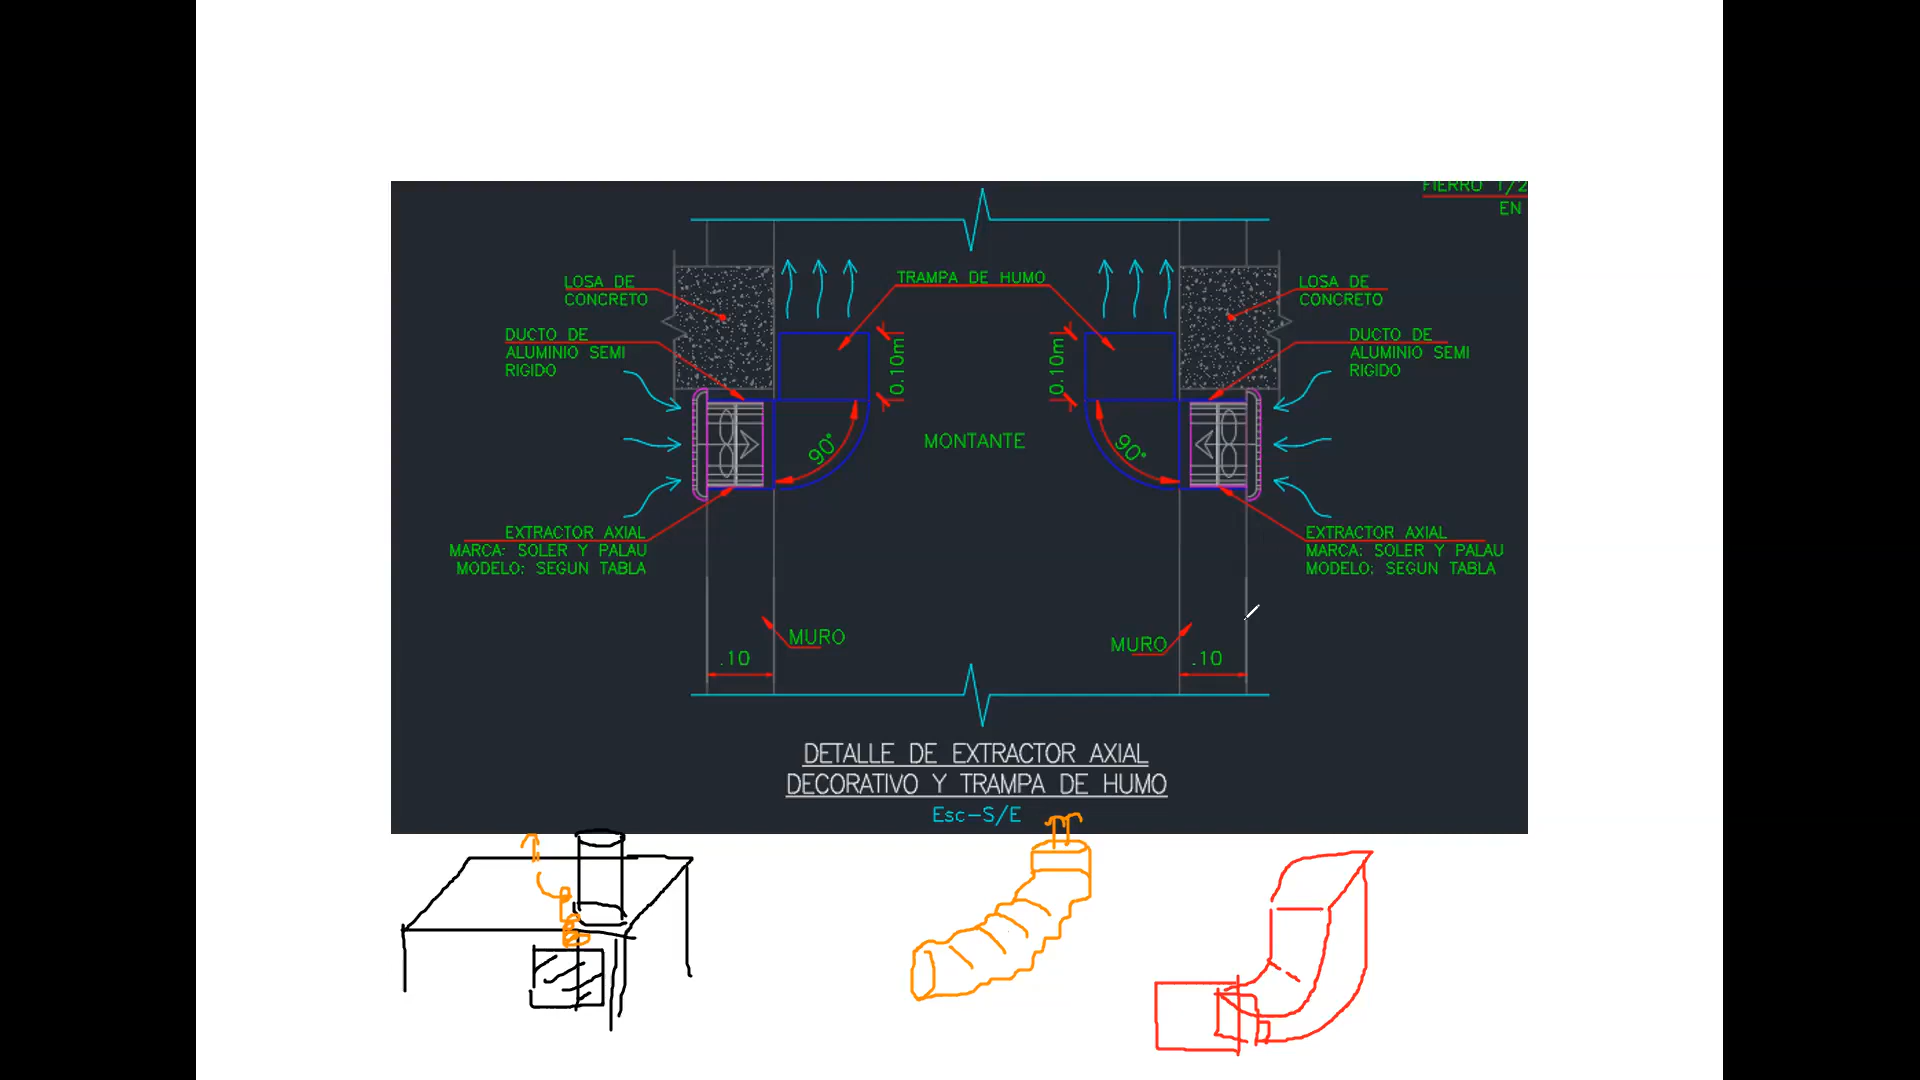 FIERRO 1/2
EN
TRAMPA DE HUMO
LOSA DE
CONCRETO
LOSA DE
CONCRETO
DUCTO DE
ALUMINIO SEMI
RIGIDO
DUCTO DE
ALUMINIO SEMI
RIGIDO
0.10m
0.10m
90°
MONTANTE
90°
EXTRACTOR AXIAL
MARCA: SOLER Y PALAU
MODELO: SEGUN TABLA
EXTRACTOR AXIAL
MARCA: SOLER Y PALAU
MODELO: SEGUN TABLA
MURO
MURO
.10
.10
DETALLE DE EXTRACTOR AXIAL
DECORATIVO Y TRAMPA DE HUMO
Esc-S/E